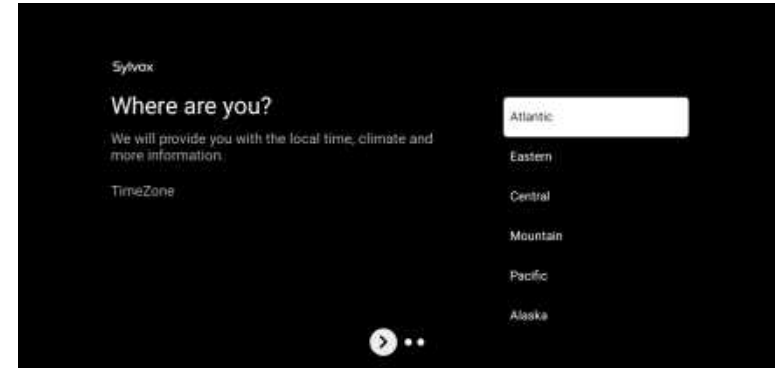 Sylvox
Where are you?
We will provide you with the local time, climate and
more information.
TimeZone
Atlantic
Eastern
Central
Mountain
Pacific
Alaska